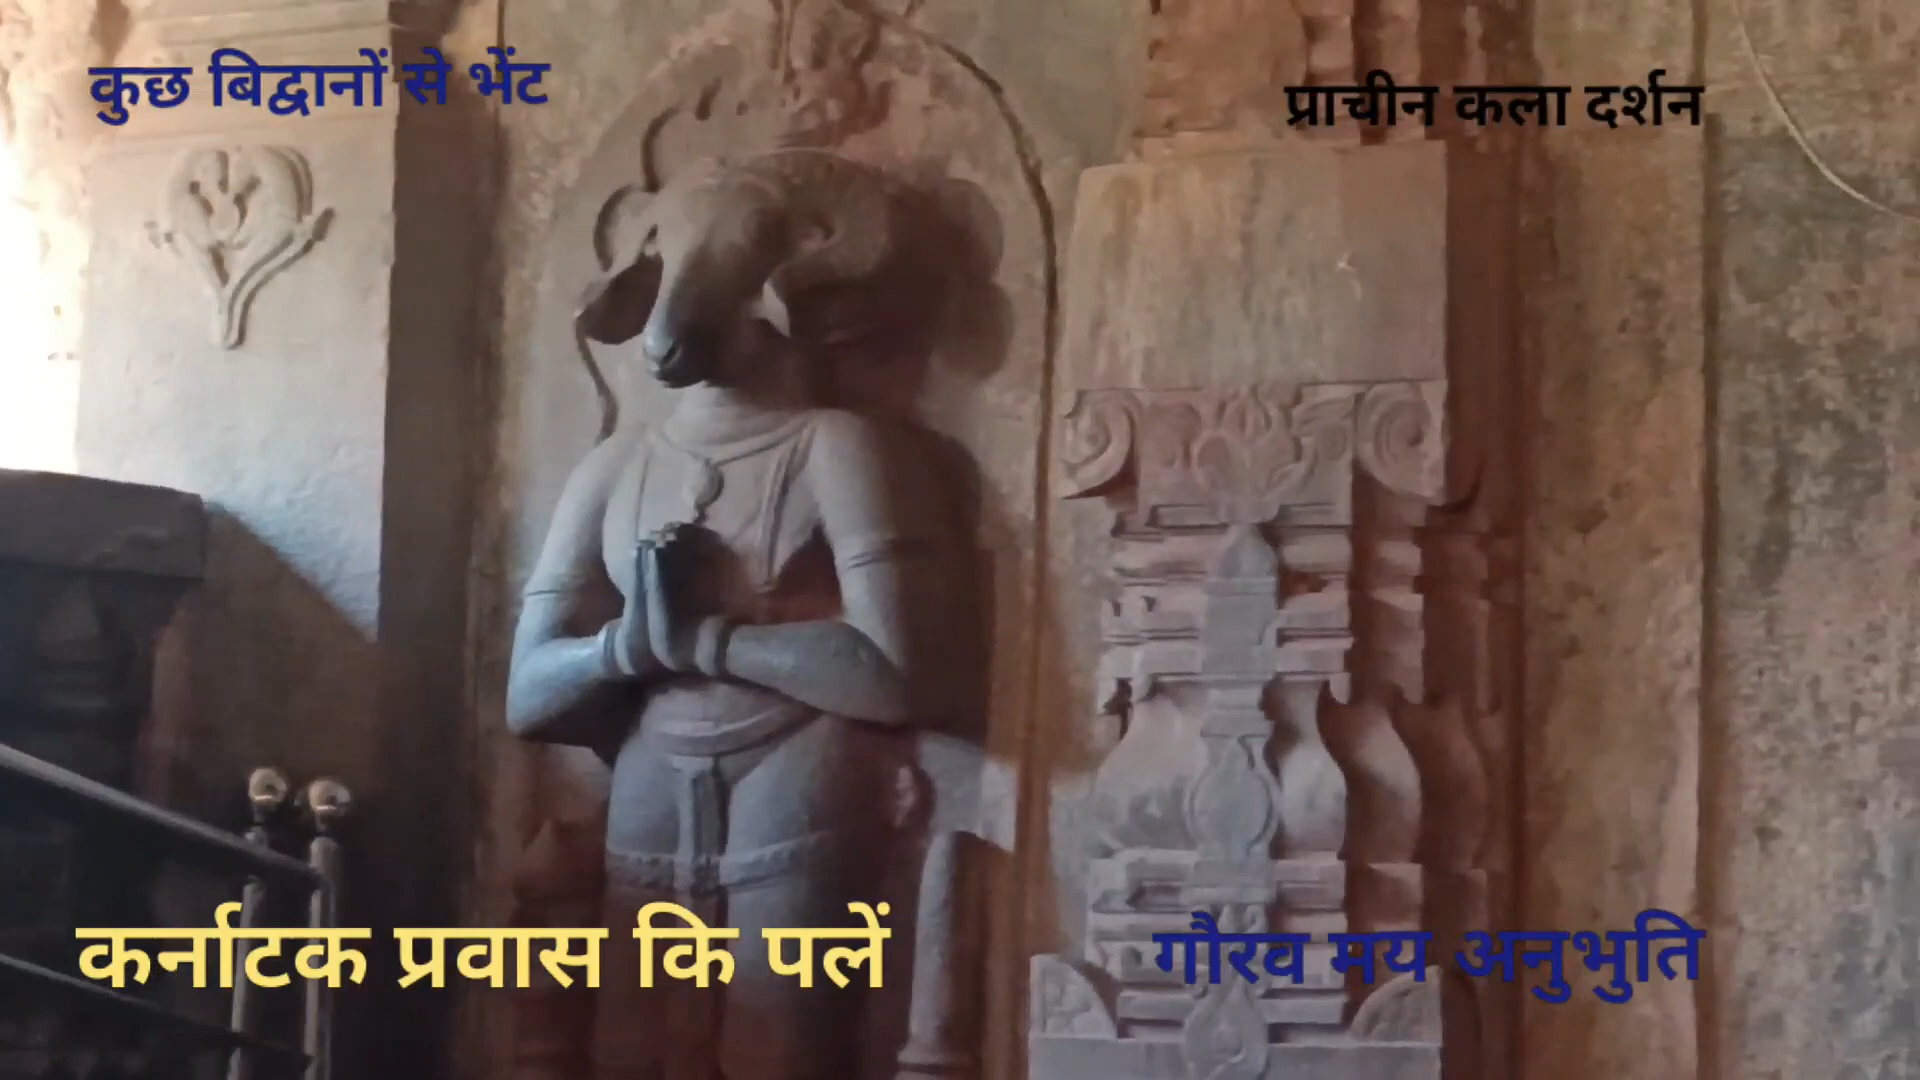 कुछ बिद्वानों से भेंट
प्राचीन कला दर्शन
कर्नाटक प्रवास कि पलें
गौरव मय अनुभुति